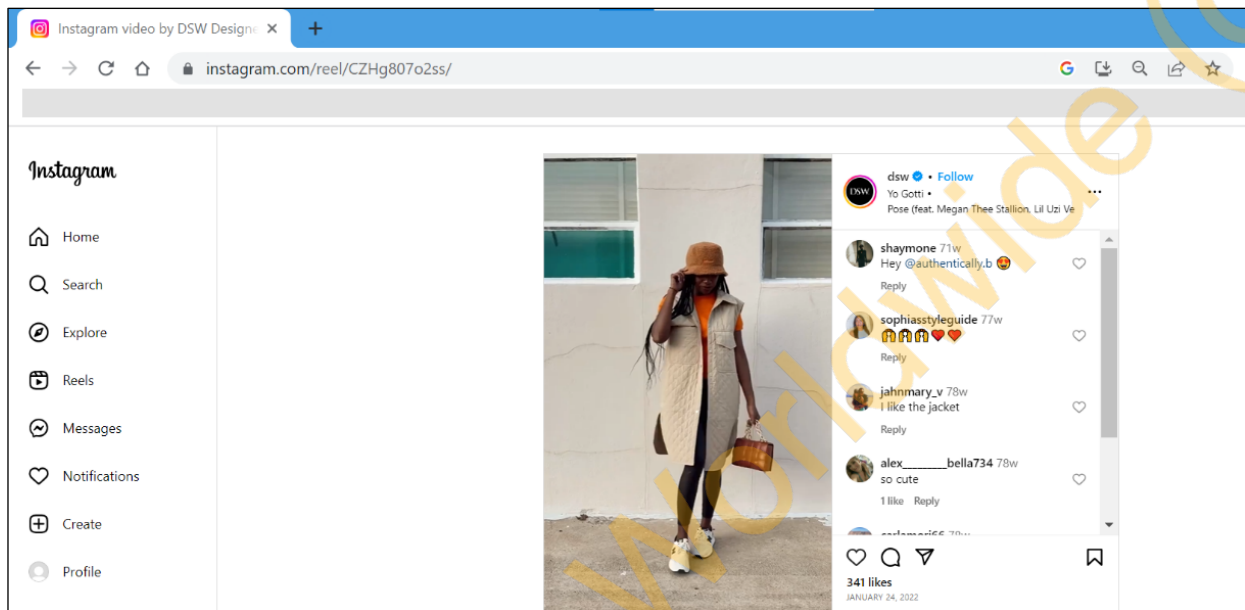 Instagram video by DSW Designe
instagram.com/reel/CZHg807o2ss/
Instagram
Home
Search
Explore
Reels
Messages
Notifications
Create
Profile
DSW
dsw • Follow
Yo Gotti •
Pose (feat. Megan Thee Stallion, Lil Uzi Ve
shaymone 71w
Hey @authentically.b 😍
Reply
sophiasstyleguide 77w
Reply
jahnmary_v 78w
I like the jacket
Reply
alex_________bella734 78w
so cute
1 like Reply
341 likes
JANUARY 24, 2022
Worldwide